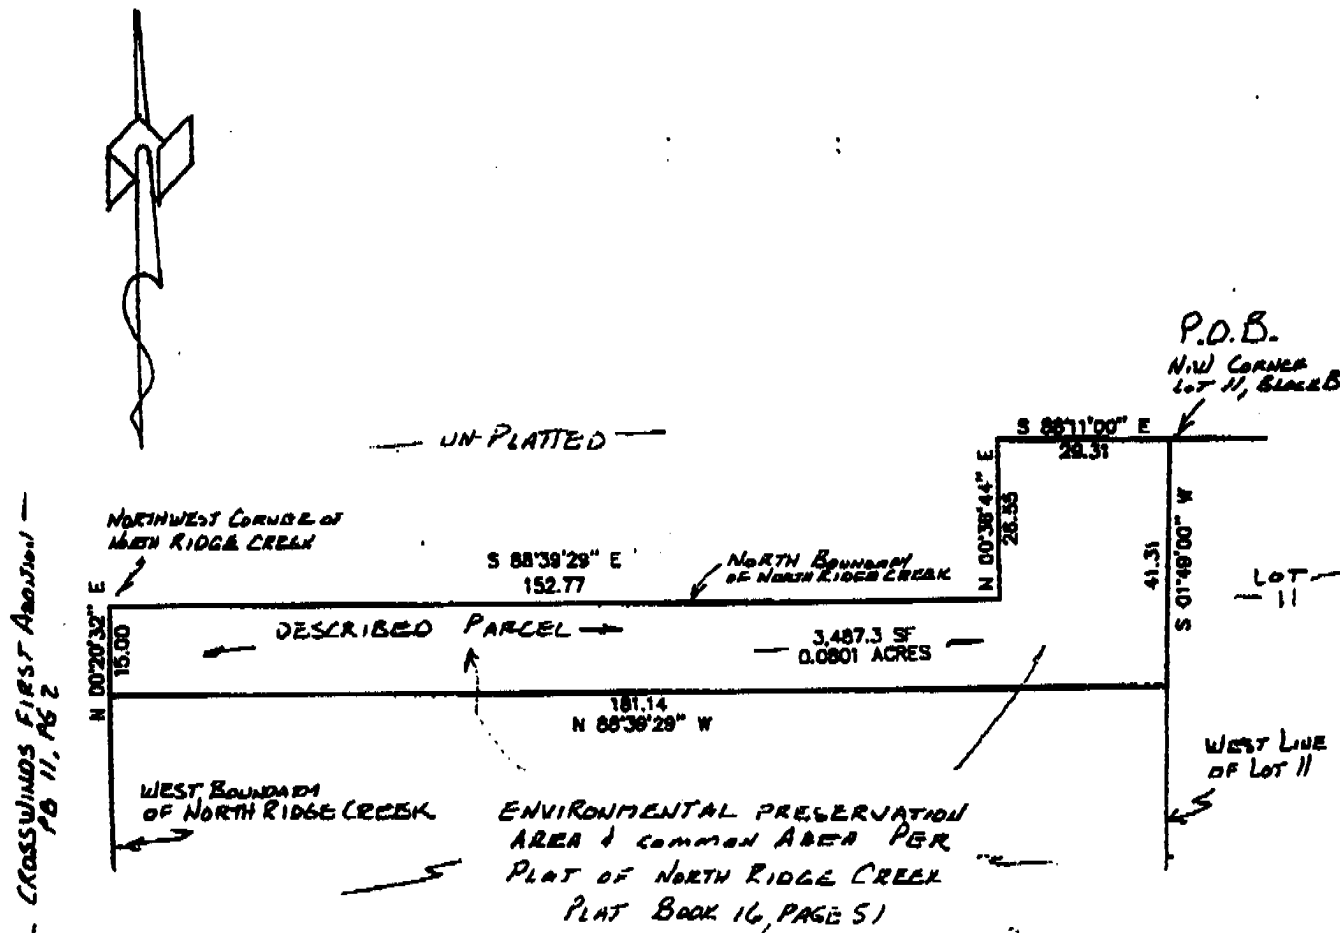 P.O.B.
N.W CORNER
LOT 11, BLOCK B
UN-PLATTED
S 88°11'00" E
29.31
N 00°38'44" E
26.55
41.31
S 01°49'00" W
LOT
11
NORTHWEST CORNER OF
NORTH RIDGE CREEK
S 88°39'29" E
152.77
NORTH BOUNDARY
OF NORTH RIDGE CREEK
N 00°20'32" E
15.00
DESCRIBED PARCEL
3,487.3 SF
0.0801 ACRES
181.14
N 88°39'29" W
CROSSWINDS FIRST ADDITION
PB 11, PG 2
WEST BOUNDARY
OF NORTH RIDGE CREEK
WEST LINE
OF LOT 11
ENVIRONMENTAL PRESERVATION
AREA & COMMON AREA PER
PLAT OF NORTH RIDGE CREEK
PLAT BOOK 16, PAGE 51